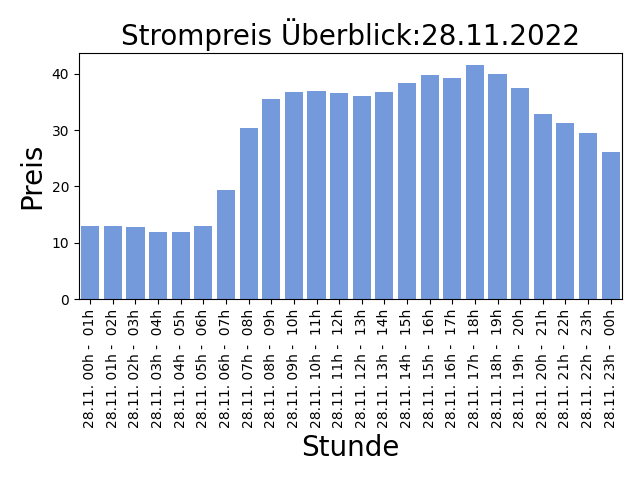 Strompreis Überblick:28.11.2022
Preis
40
30
20
10
0
28.11. 00h - 01h
28.11. 01h - 02h
28.11. 02h - 03h
28.11. 03h - 04h
28.11. 04h - 05h
28.11. 05h - 06h
28.11. 06h - 07h
28.11. 07h - 08h
28.11. 08h - 09h
28.11. 09h - 10h
28.11. 10h - 11h
28.11. 11h - 12h
28.11. 12h - 13h
28.11. 13h - 14h
28.11. 14h - 15h
28.11. 15h - 16h
28.11. 16h - 17h
28.11. 17h - 18h
28.11. 18h - 19h
28.11. 19h - 20h
28.11. 20h - 21h
28.11. 21h - 22h
28.11. 22h - 23h
28.11. 23h - 00h
Stunde